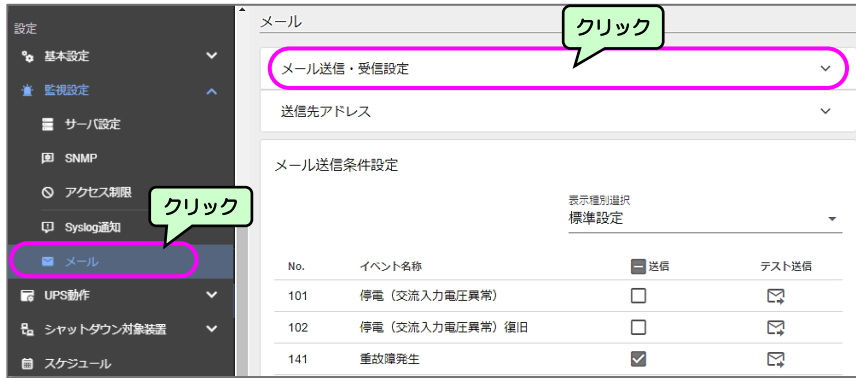 設定
基本設定
監視設定
サーバ設定
SNMP
アクセス制限
Syslog通知
メール
UPS動作
シャットダウン対象装置
スケジュール
クリック
メール
クリック
メール送信・受信設定
送信先アドレス
メール送信条件設定
表示種別選択
標準設定
No. イベント名称 送信 テスト送信
101 停電（交流入力電圧異常）
102 停電（交流入力電圧異常）復旧
141 重故障発生